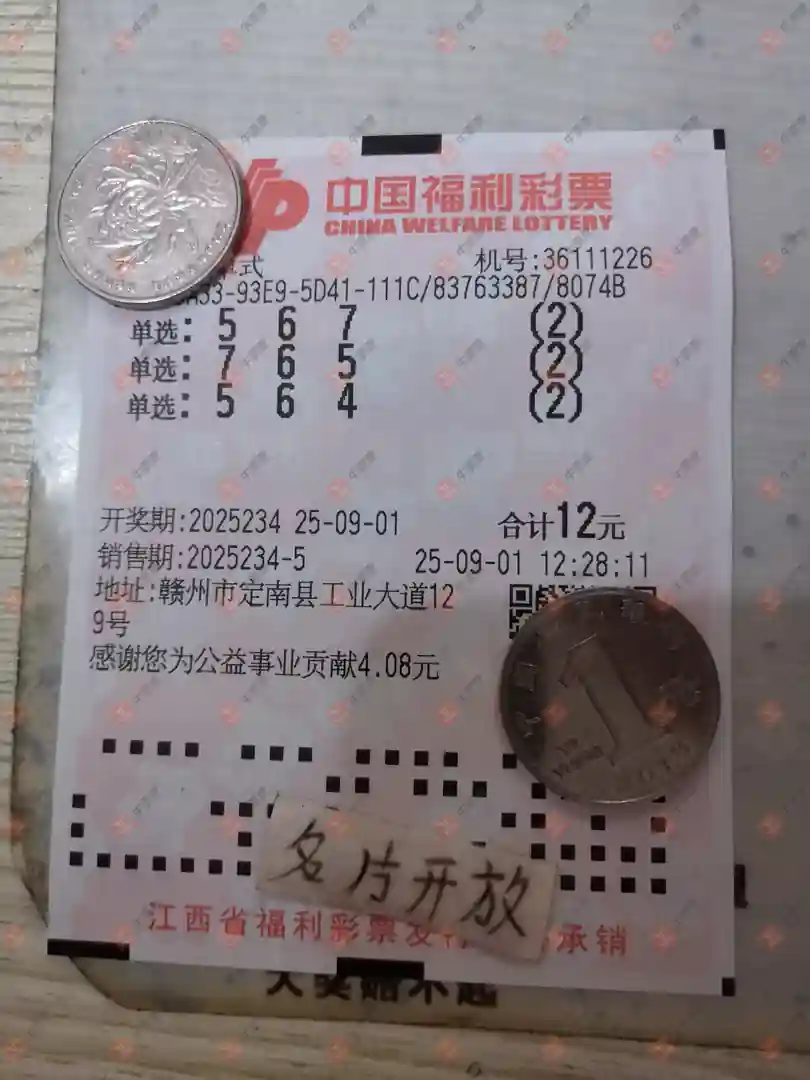 中国福利彩票
CHINA WELFARE LOTTERY
式 机号:36111226
A33-93E9-5D41-111C/83763387/8074B
单选: 5 6 7 (2)
单选: 7 6 5 (2)
单选: 5 6 4 (2)
开奖期:2025234 25-09-01 合计12元
销售期:2025234-5 25-09-01 12:28:11
地址:赣州市定南县工业大道12
9号
感谢您为公益事业贡献4.08元
1
名片开放
江西省福利彩票发 承销